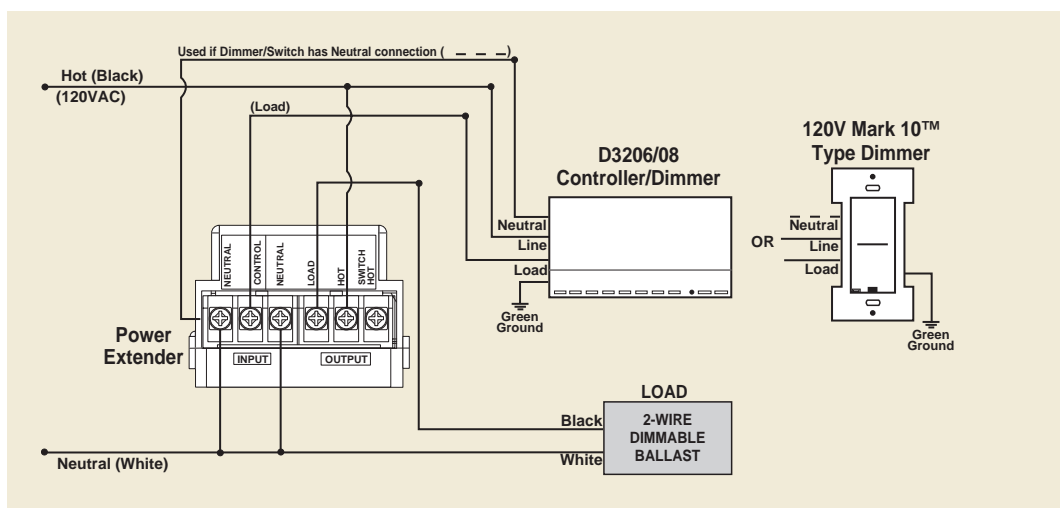 Used if Dimmer/Switch has Neutral connection ( _ _ _)
Hot (Black)
(120VAC)
(Load)
D3206/08
Controller/Dimmer
120V Mark 10™
Type Dimmer
Neutral
Line
Load
Green
Ground
OR
Neutral
Line
Load
Green
Ground
NEUTRAL
CONTROL
NEUTRAL
LOAD
HOT
SWITCH
HOT
Power
Extender
INPUT
OUTPUT
LOAD
Black
White
2-WIRE
DIMMABLE
BALLAST
Neutral (White)